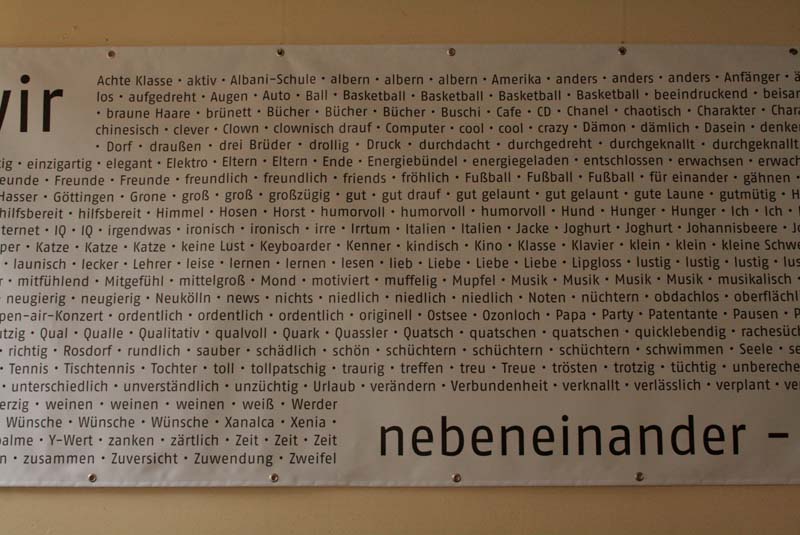 wir
Achte Klasse · aktiv · Albani-Schule · albern · albern · albern · Amerika · anders · anders · anders · Anfänger ·
los · aufgedreht · Augen · Auto · Ball · Basketball · Basketball · Basketball · Basketball · beeindruckend ·
· braune Haare · brünett · Bücher · Bücher · Bücher · Buschi · Cafe · CD · Chanel · chaotisch · Charakter ·
chinesisch · clever · Clown · clownisch drauf · Computer · cool · cool · crazy · Dämon · dämlich · Dasein ·
· Dorf · draußen · drei Brüder · drollig · Druck · durchdacht · durchgedreht · durchgeknallt · durchgeknallt
· einzigartig · elegant · Elektro · Eltern · Eltern · Ende · Energiebündel · energiegeladen · entschlossen · erwachsen ·
· Freunde · Freunde · freundlich · freundlich · friends · fröhlich · Fußball · Fußball · Fußball · für einander · gähnen ·
Hasser · Göttingen · Grone · groß · groß · großzügig · gut · gut drauf · gut gelaunt · gut gelaunt · gute Laune · gutmütig ·
hilfsbereit · hilfsbereit · Himmel · Hosen · Horst · humorvoll · humorvoll · humorvoll · Hund · Hunger · Hunger · Ich · Ich ·
· IQ · IQ · irgendwas · ironisch · ironisch · irre · Irrtum · Italien · Italien · Jacke · Joghurt · Joghurt · Johannisbeere ·
· Katze · Katze · Katze · keine Lust · Keyboarder · Kenner · kindisch · Kino · Klasse · Klavier · klein · klein · kleine
· launisch · lecker · Lehrer · leise · lernen · lernen · lesen · lieb · Liebe · Liebe · Liebe · Lipgloss · lustig · lustig · lustig ·
· mitfühlend · Mitgefühl · mittelgroß · Mond · motiviert · muffelig · Mupfel · Musik · Musik · Musik · Musik · musikalisch ·
· neugierig · neugierig · Neukölln · news · nichts · niedlich · niedlich · niedlich · Noten · nüchtern · obdachlos ·
pen-air-Konzert · ordentlich · ordentlich · ordentlich · originell · Ostsee · Ozonloch · Papa · Party · Patentante · Pausen ·
· Qual · Qualle · Qualitativ · qualvoll · Quark · Quassler · Quatsch · quatschen · quatschen · quicklebendig ·
· richtig · Rosdorf · rundlich · sauber · schädlich · schön · schüchtern · schüchtern · schüchtern · schwimmen · Seele ·
· Tennis · Tischtennis · Tochter · toll · tollpatschig · traurig · treffen · treu · Treue · trösten · trotzig · tüchtig ·
· unterschiedlich · unverständlich · unzüchtig · Urlaub · verändern · Verbundenheit · verknallt · verlässlich · verplant ·
· weinen · weinen · weinen · weiß · Werder
Wünsche · Wünsche · Wünsche · Xanalca · Xenia ·
palme · Y-Wert · zanken · zärtlich · Zeit · Zeit · Zeit
· zusammen · Zuversicht · Zuwendung · Zweifel
nebeneinander –